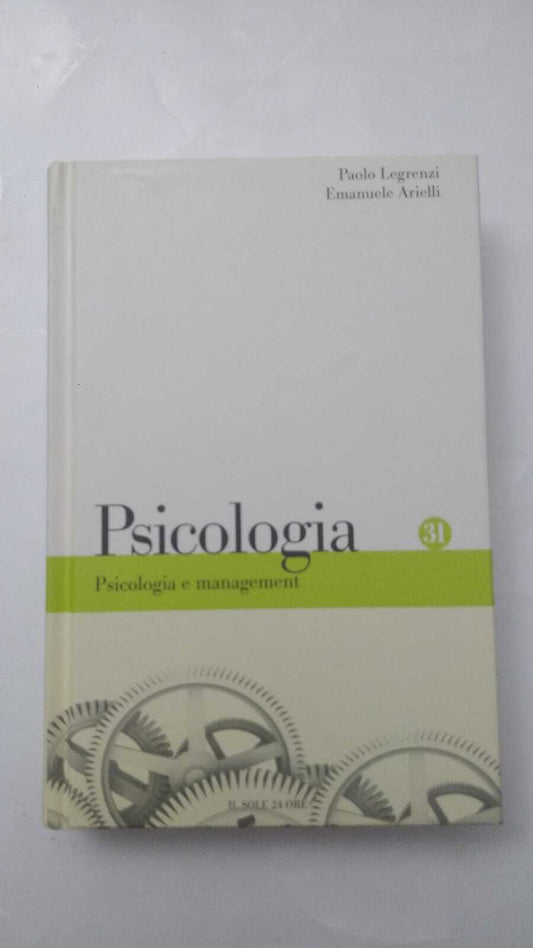 Paolo Legrenzi
Emanuele Arielli
Psicologia
31
Psicologia e management
IL SOLE 24 ORE